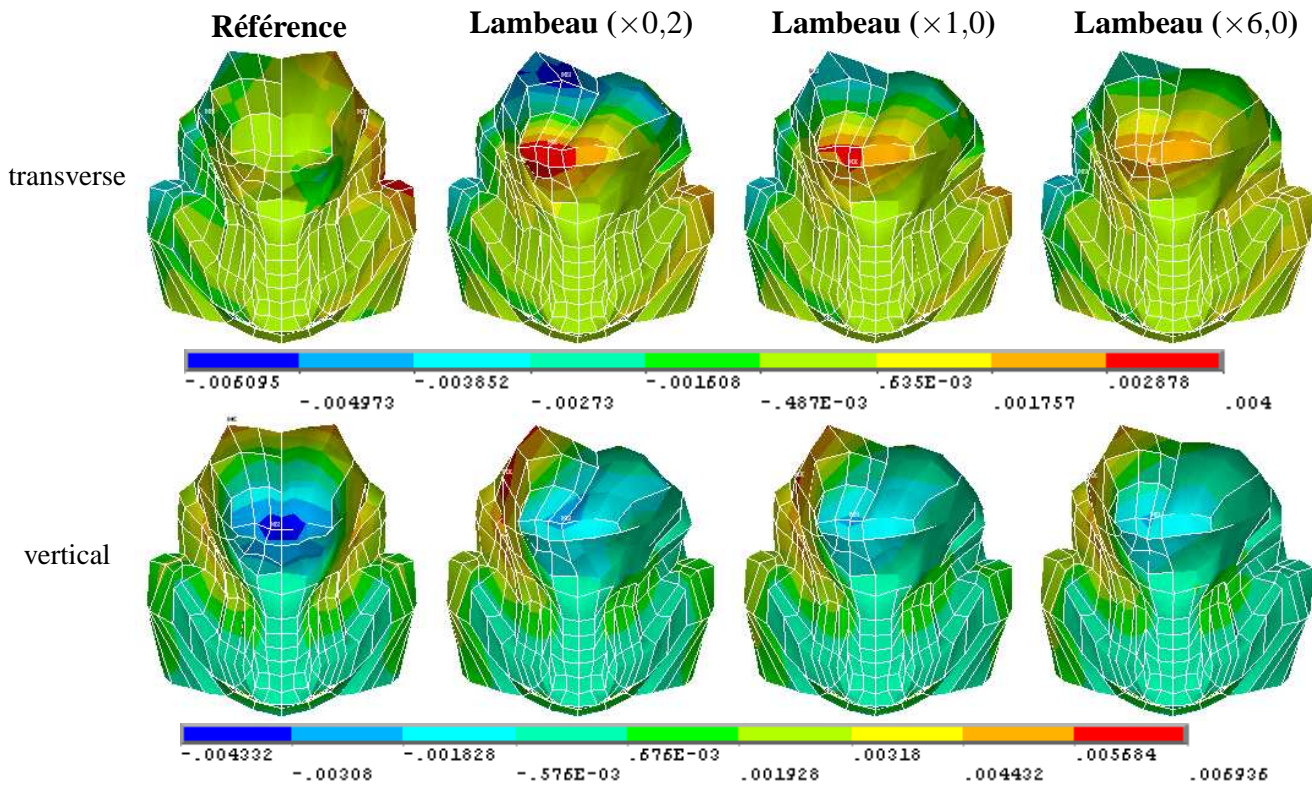 Référence
Lambeau (×0,2)
Lambeau (×1,0)
Lambeau (×6,0)
transverse
-.006095
-.003852
-.001608
.635E-03
.002878
-.004973
-.00273
-.487E-03
.001757
.004
vertical
-.004332
-.001828
.676E-03
.00318
.005684
-.00308
-.576E-03
.001928
.004432
.006936